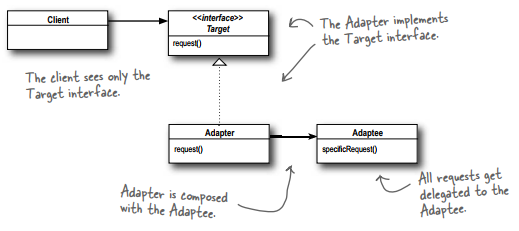 Client
<<interface>>
Target
request()
The Adapter implements
the Target interface.
The client sees only the
Target interface.
Adapter
request()
Adaptee
specificRequest()
Adapter is composed
with the Adaptee.
All requests get
delegated to the
Adaptee.